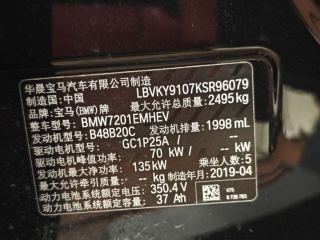 华晨宝马汽车有限公司制造
制造国:中国 LBVKY9107KSR96079
品牌:宝马(BMW)牌 最大允许总质量:2495kg
整车型号:BMW7201EMHEV
发动机型号:B48B20C 发动机排量:1998 mL
驱动电机型号: GC1P25A / --
驱动电机峰值功率: 70 kW / -- kW
发动机最大净功率: 135kW 乘坐人数:5
最大允许牵引质量: -- kg 制造年月:2019-04
动力电池系统额定电压: 350.4V
动力电池系统额定容量: 37 Ah
475